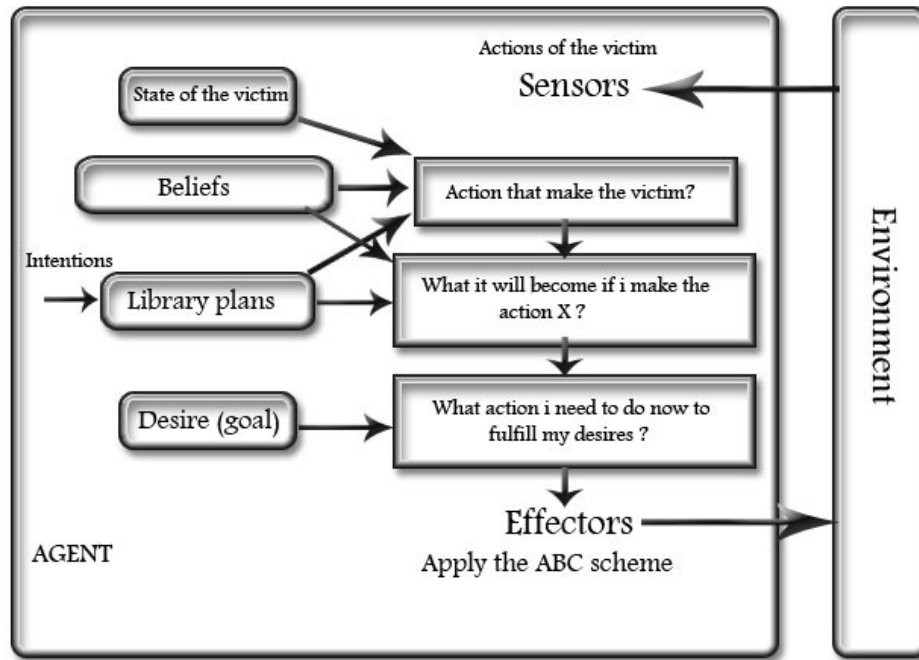 Actions of the victim
Sensors
State of the victim
Beliefs
Action that make the victim?
Intentions
Library plans
What it will become if i make the
action X ?
Desire (goal)
What action i need to do now to
fulfill my desires ?
Effectors
Apply the ABC scheme
AGENT
Environment